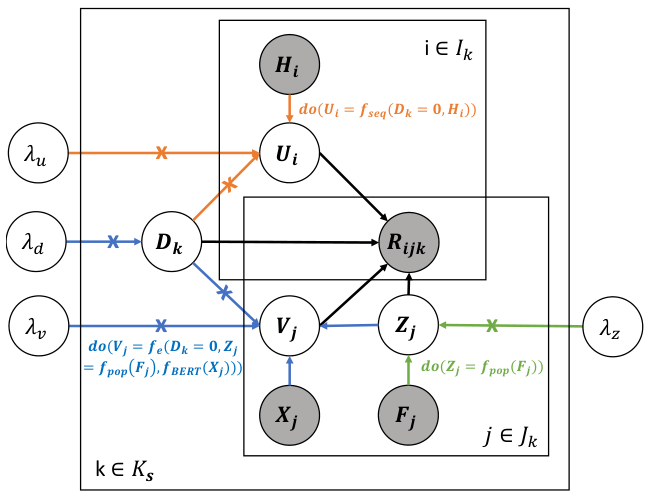 H_i
i ∈ I_k
do(U_i = f_seq(D_k = 0, H_i))
λ_u
U_i
λ_d
D_k
R_ijk
λ_v
V_j
Z_j
λ_z
do(V_j = f_e(D_k = 0, Z_j
= f_pop(F_j), f_BERT(X_j)))
do(Z_j = f_pop(F_j))
X_j
F_j
j ∈ J_k
k ∈ K_s